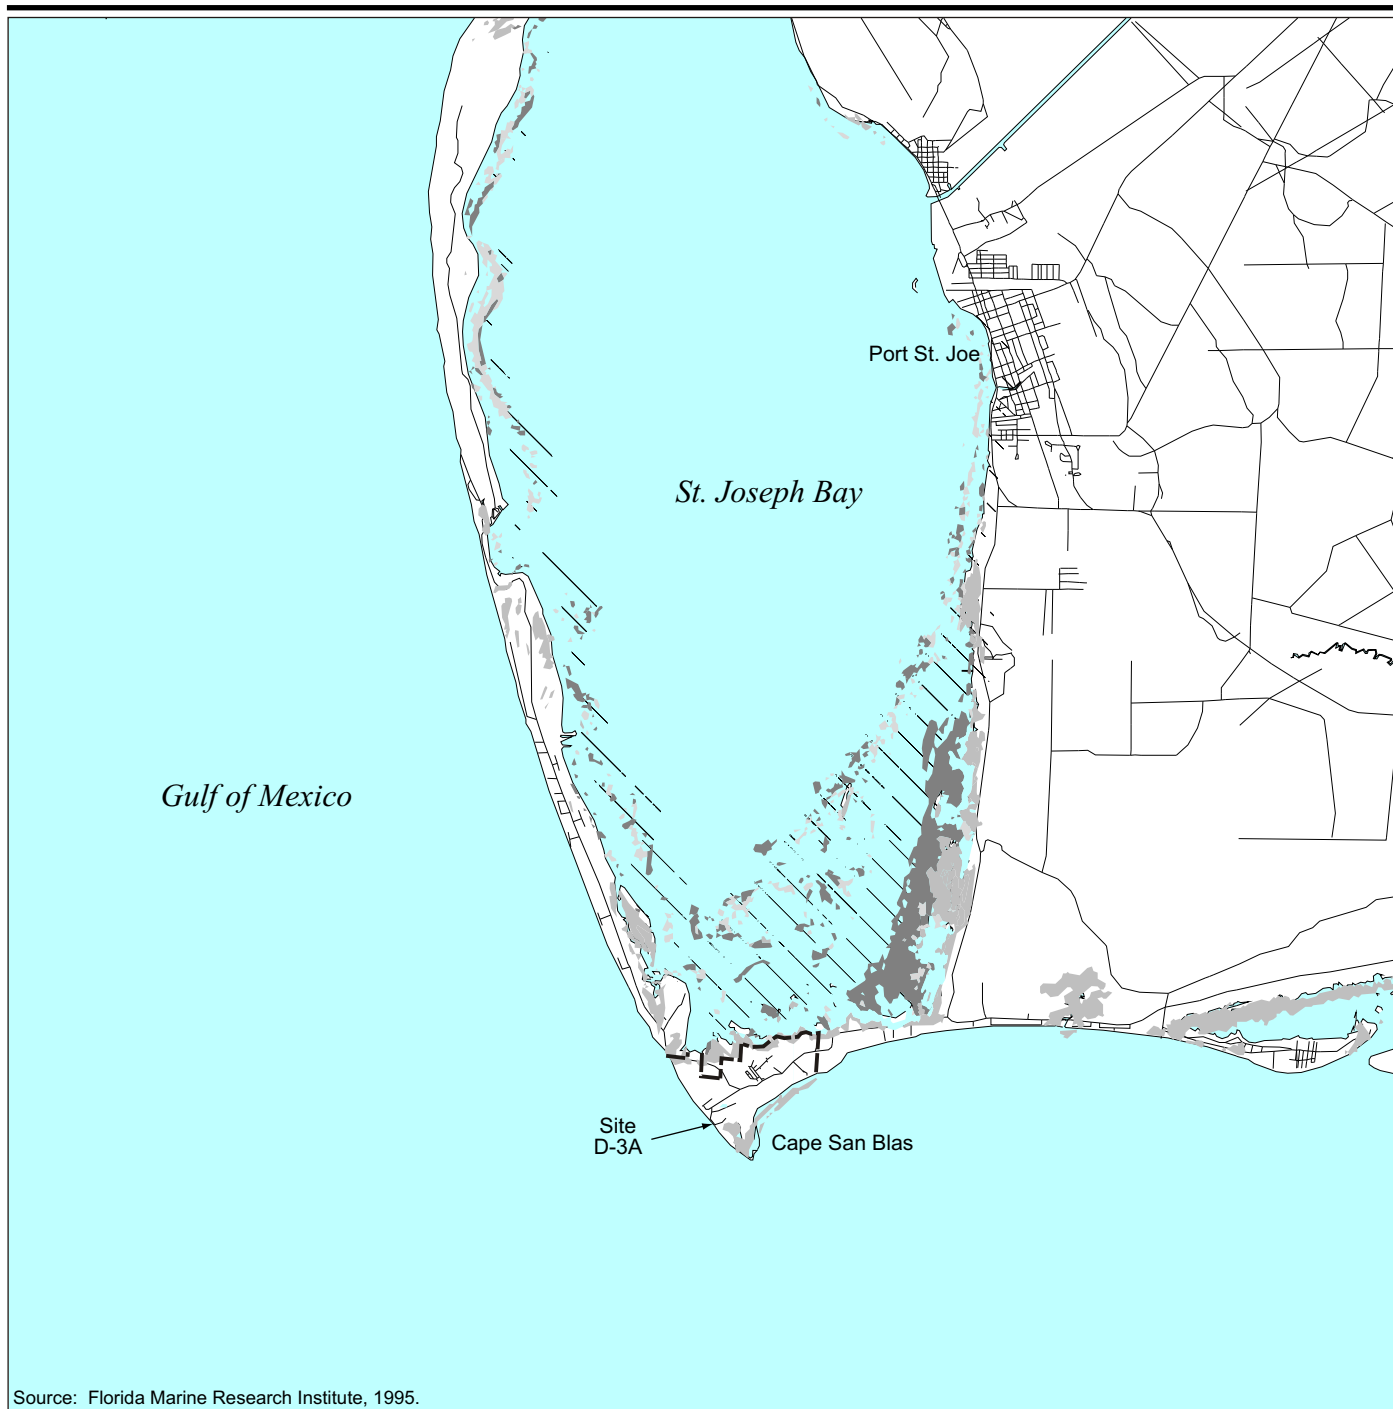 Port St. Joe
St. Joseph Bay
Gulf of Mexico
Site
D-3A
Cape San Blas
Source:  Florida Marine Research Institute, 1995.